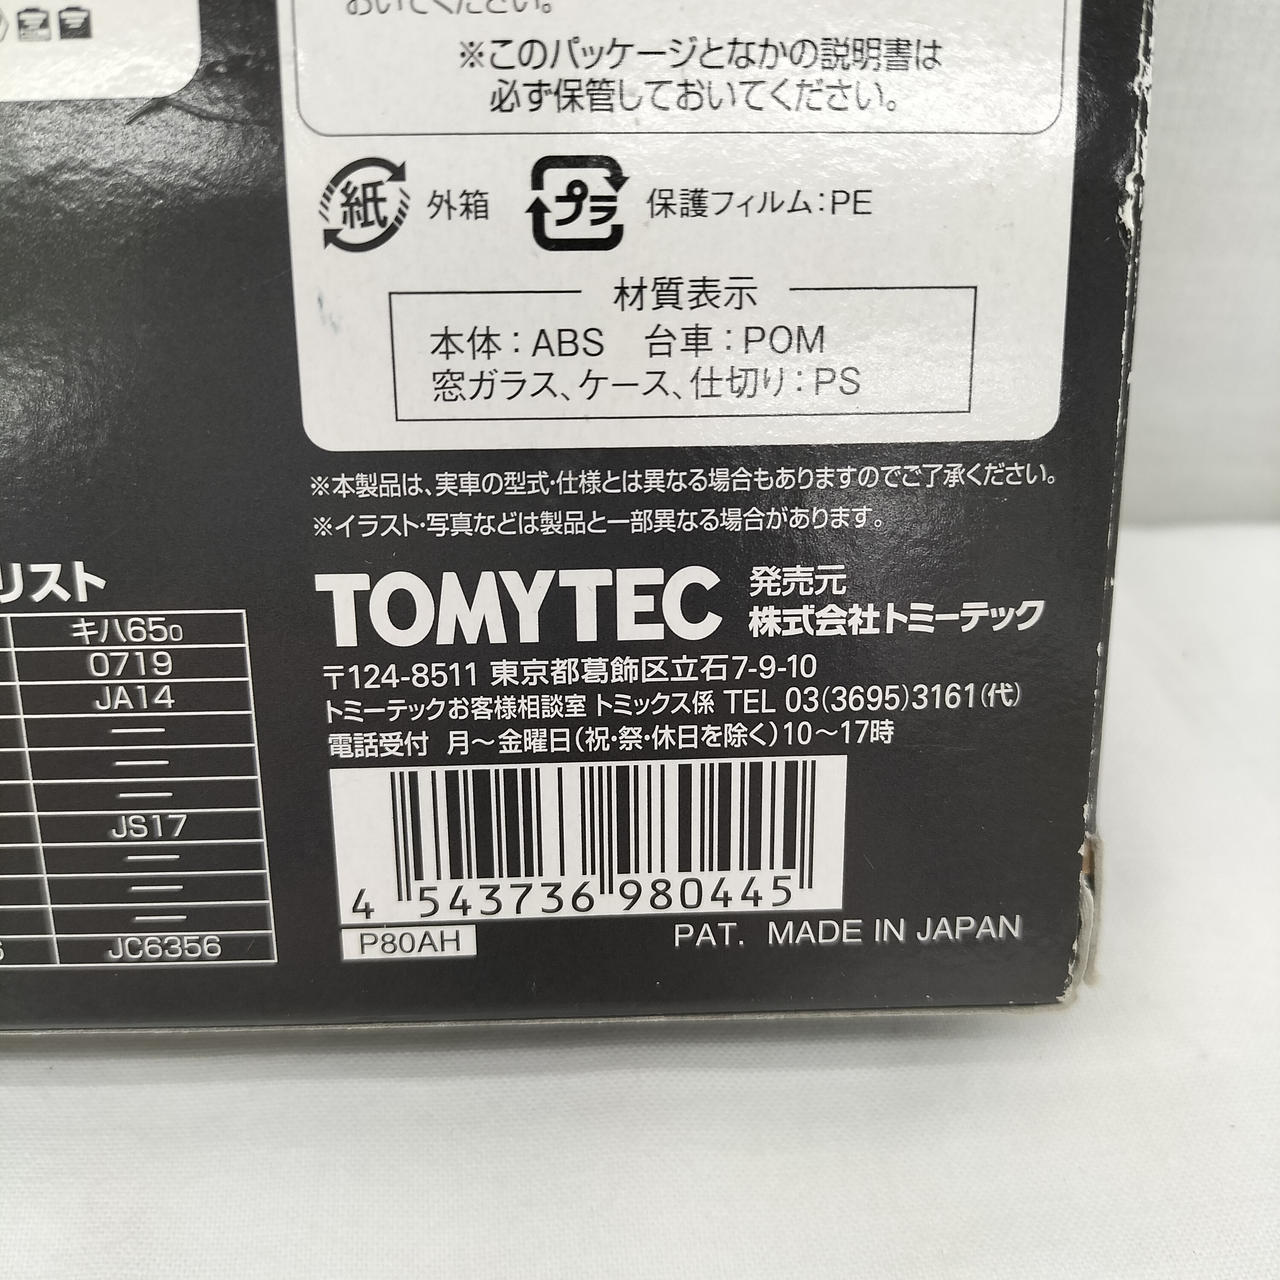 おいてください。
※このパッケージとなかの説明書は
必ず保管しておいてください。
紙 外箱 プラ 保護フィルム:PE
材質表示
本体:ABS 台車:POM
窓ガラス、ケース、仕切り:PS
※本製品は、実車の型式・仕様とは異なる場合もありますのでご了承ください。
※イラスト・写真などは製品と一部異なる場合があります。
リスト
キハ650
0719
JA14
—
—
—
JS17
—
—
—
6 JC6356
TOMYTEC 発売元
株式会社トミーテック
〒124-8511 東京都葛飾区立石7-9-10
トミーテックお客様相談室 トミックス係 TEL 03(3695)3161(代)
電話受付 月〜金曜日(祝・祭・休日を除く)10〜17時
4 543736 980445
P80AH
PAT. MADE IN JAPAN